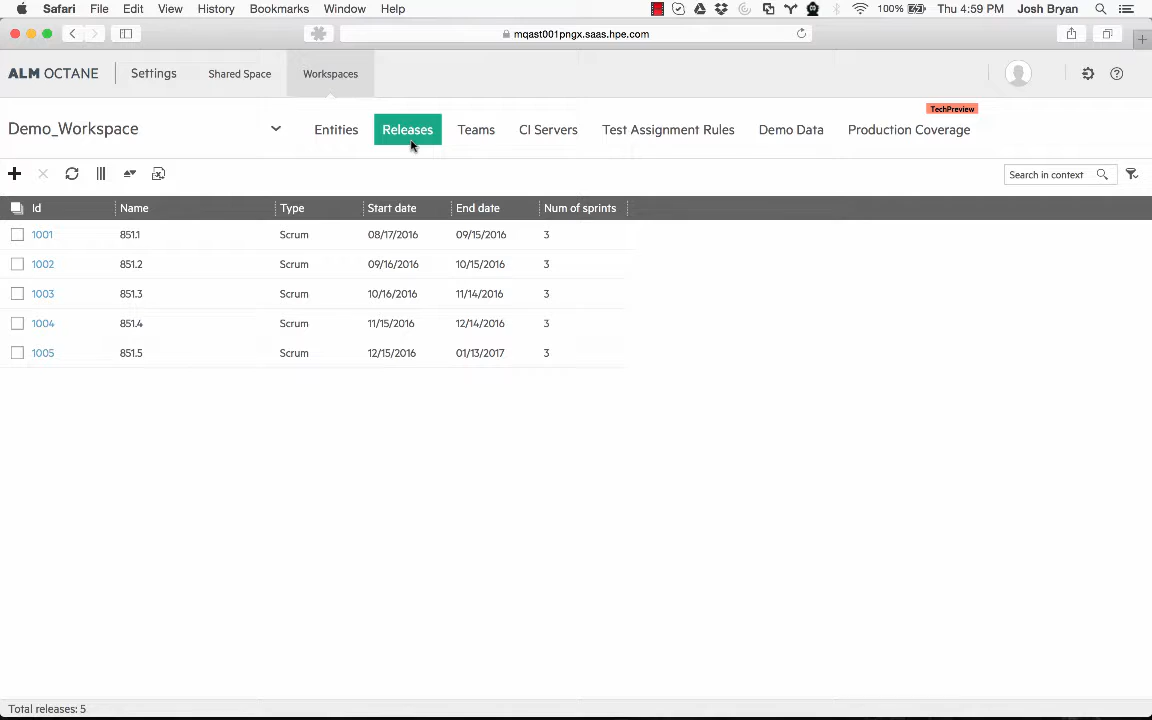 Safari File Edit View History Bookmarks Window Help 100% Thu 4:59 PM Josh Bryan
mqast001pngx.saas.hpe.com
ALM OCTANE Settings Shared Space Workspaces
TechPreview
Demo_Workspace Entities Releases Teams CI Servers Test Assignment Rules Demo Data Production Coverage
Search in context
Id Name Type Start date End date Num of sprints
1001 851.1 Scrum 08/17/2016 09/15/2016 3
1002 851.2 Scrum 09/16/2016 10/15/2016 3
1003 851.3 Scrum 10/16/2016 11/14/2016 3
1004 851.4 Scrum 11/15/2016 12/14/2016 3
1005 851.5 Scrum 12/15/2016 01/13/2017 3
Total releases: 5